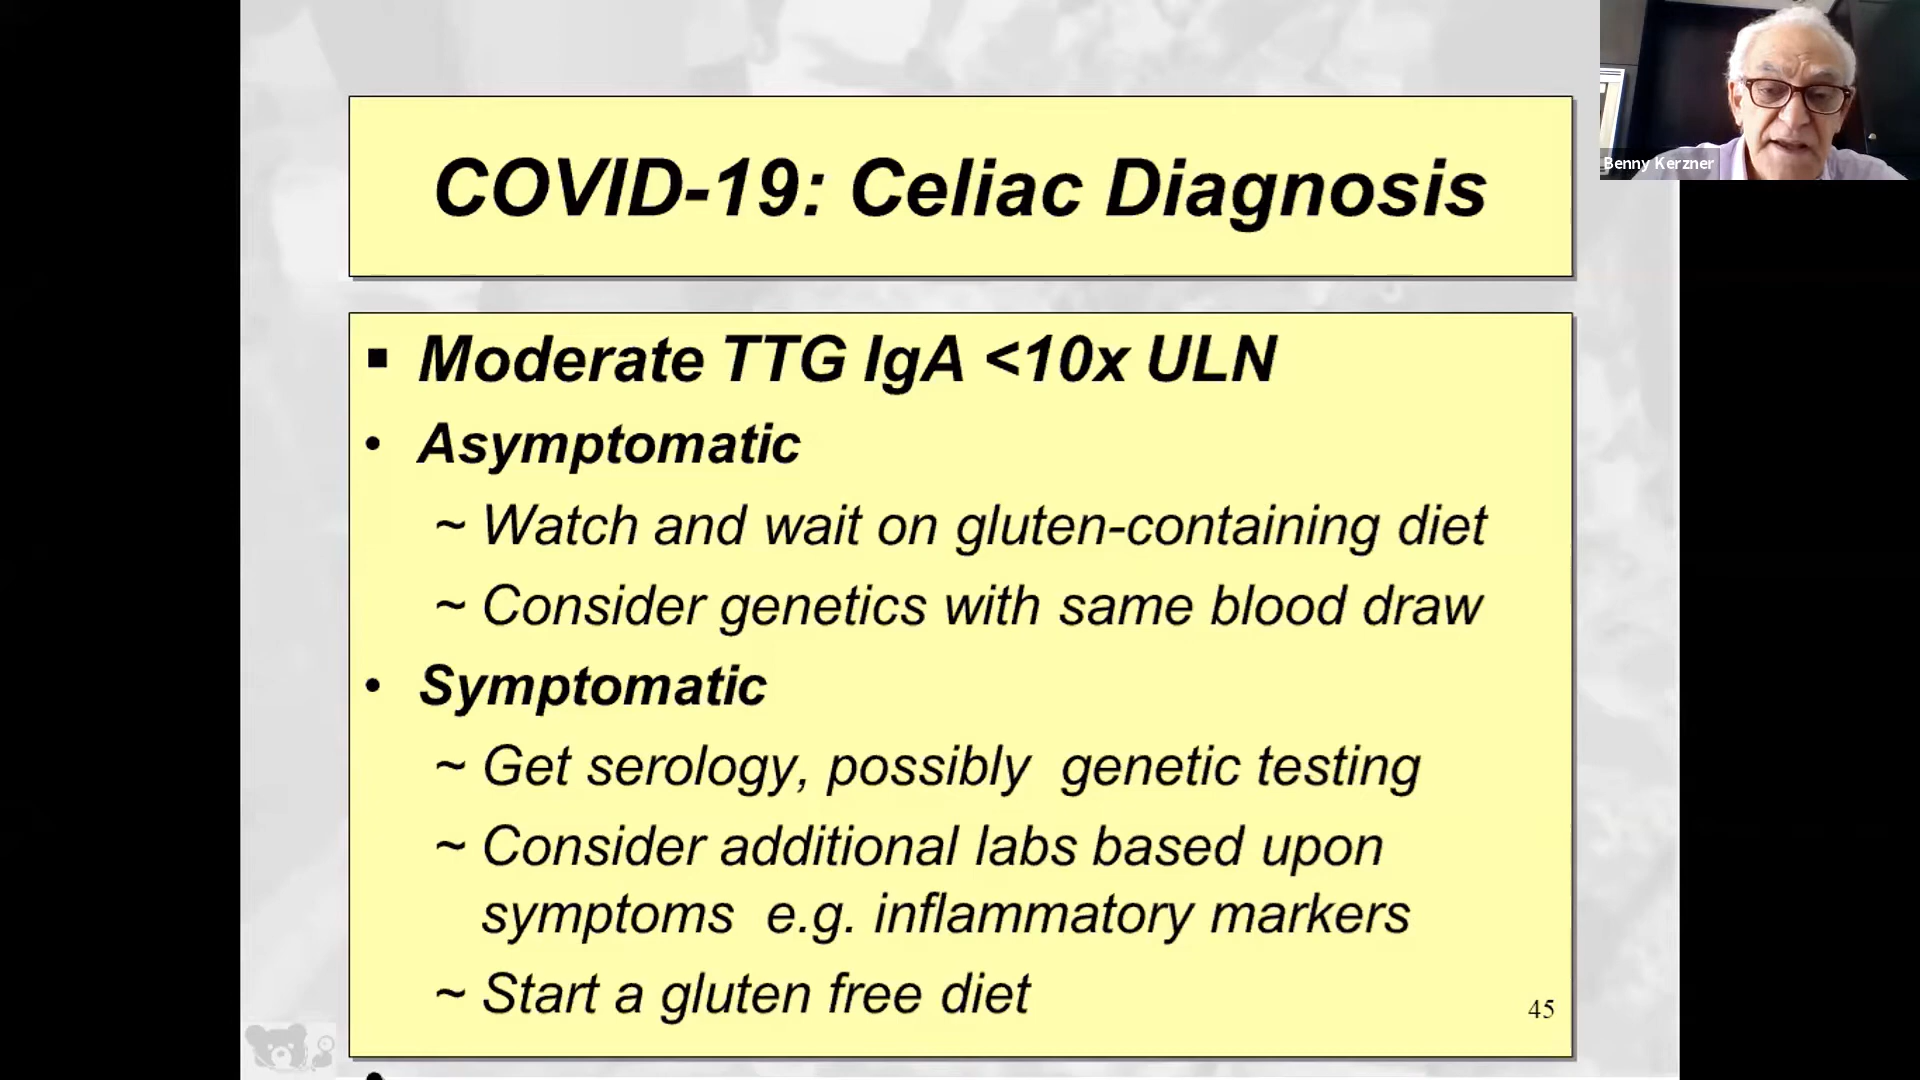 COVID-19: Celiac Diagnosis
Benny Kerzner
▪ Moderate TTG IgA <10x ULN
• Asymptomatic
~ Watch and wait on gluten-containing diet
~ Consider genetics with same blood draw
• Symptomatic
~ Get serology, possibly  genetic testing
~ Consider additional labs based upon
symptoms  e.g. inflammatory markers
~ Start a gluten free diet
45